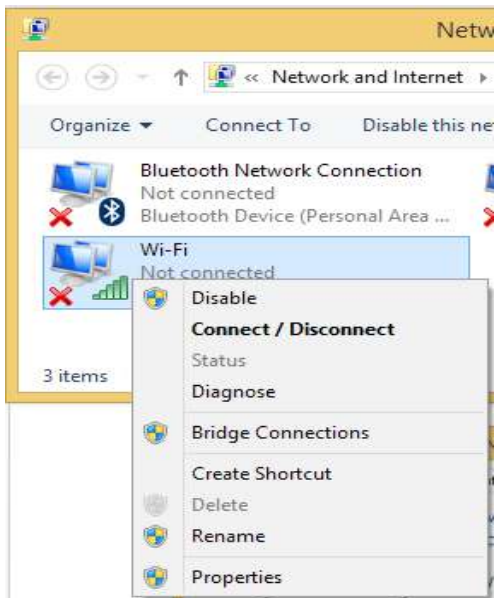 Netw
« Network and Internet
Organize Connect To Disable this ne
Bluetooth Network Connection
Not connected
Bluetooth Device (Personal Area ...
Wi-Fi
Not connected
3 items
Disable
Connect / Disconnect
Status
Diagnose
Bridge Connections
Create Shortcut
Delete
Rename
Properties